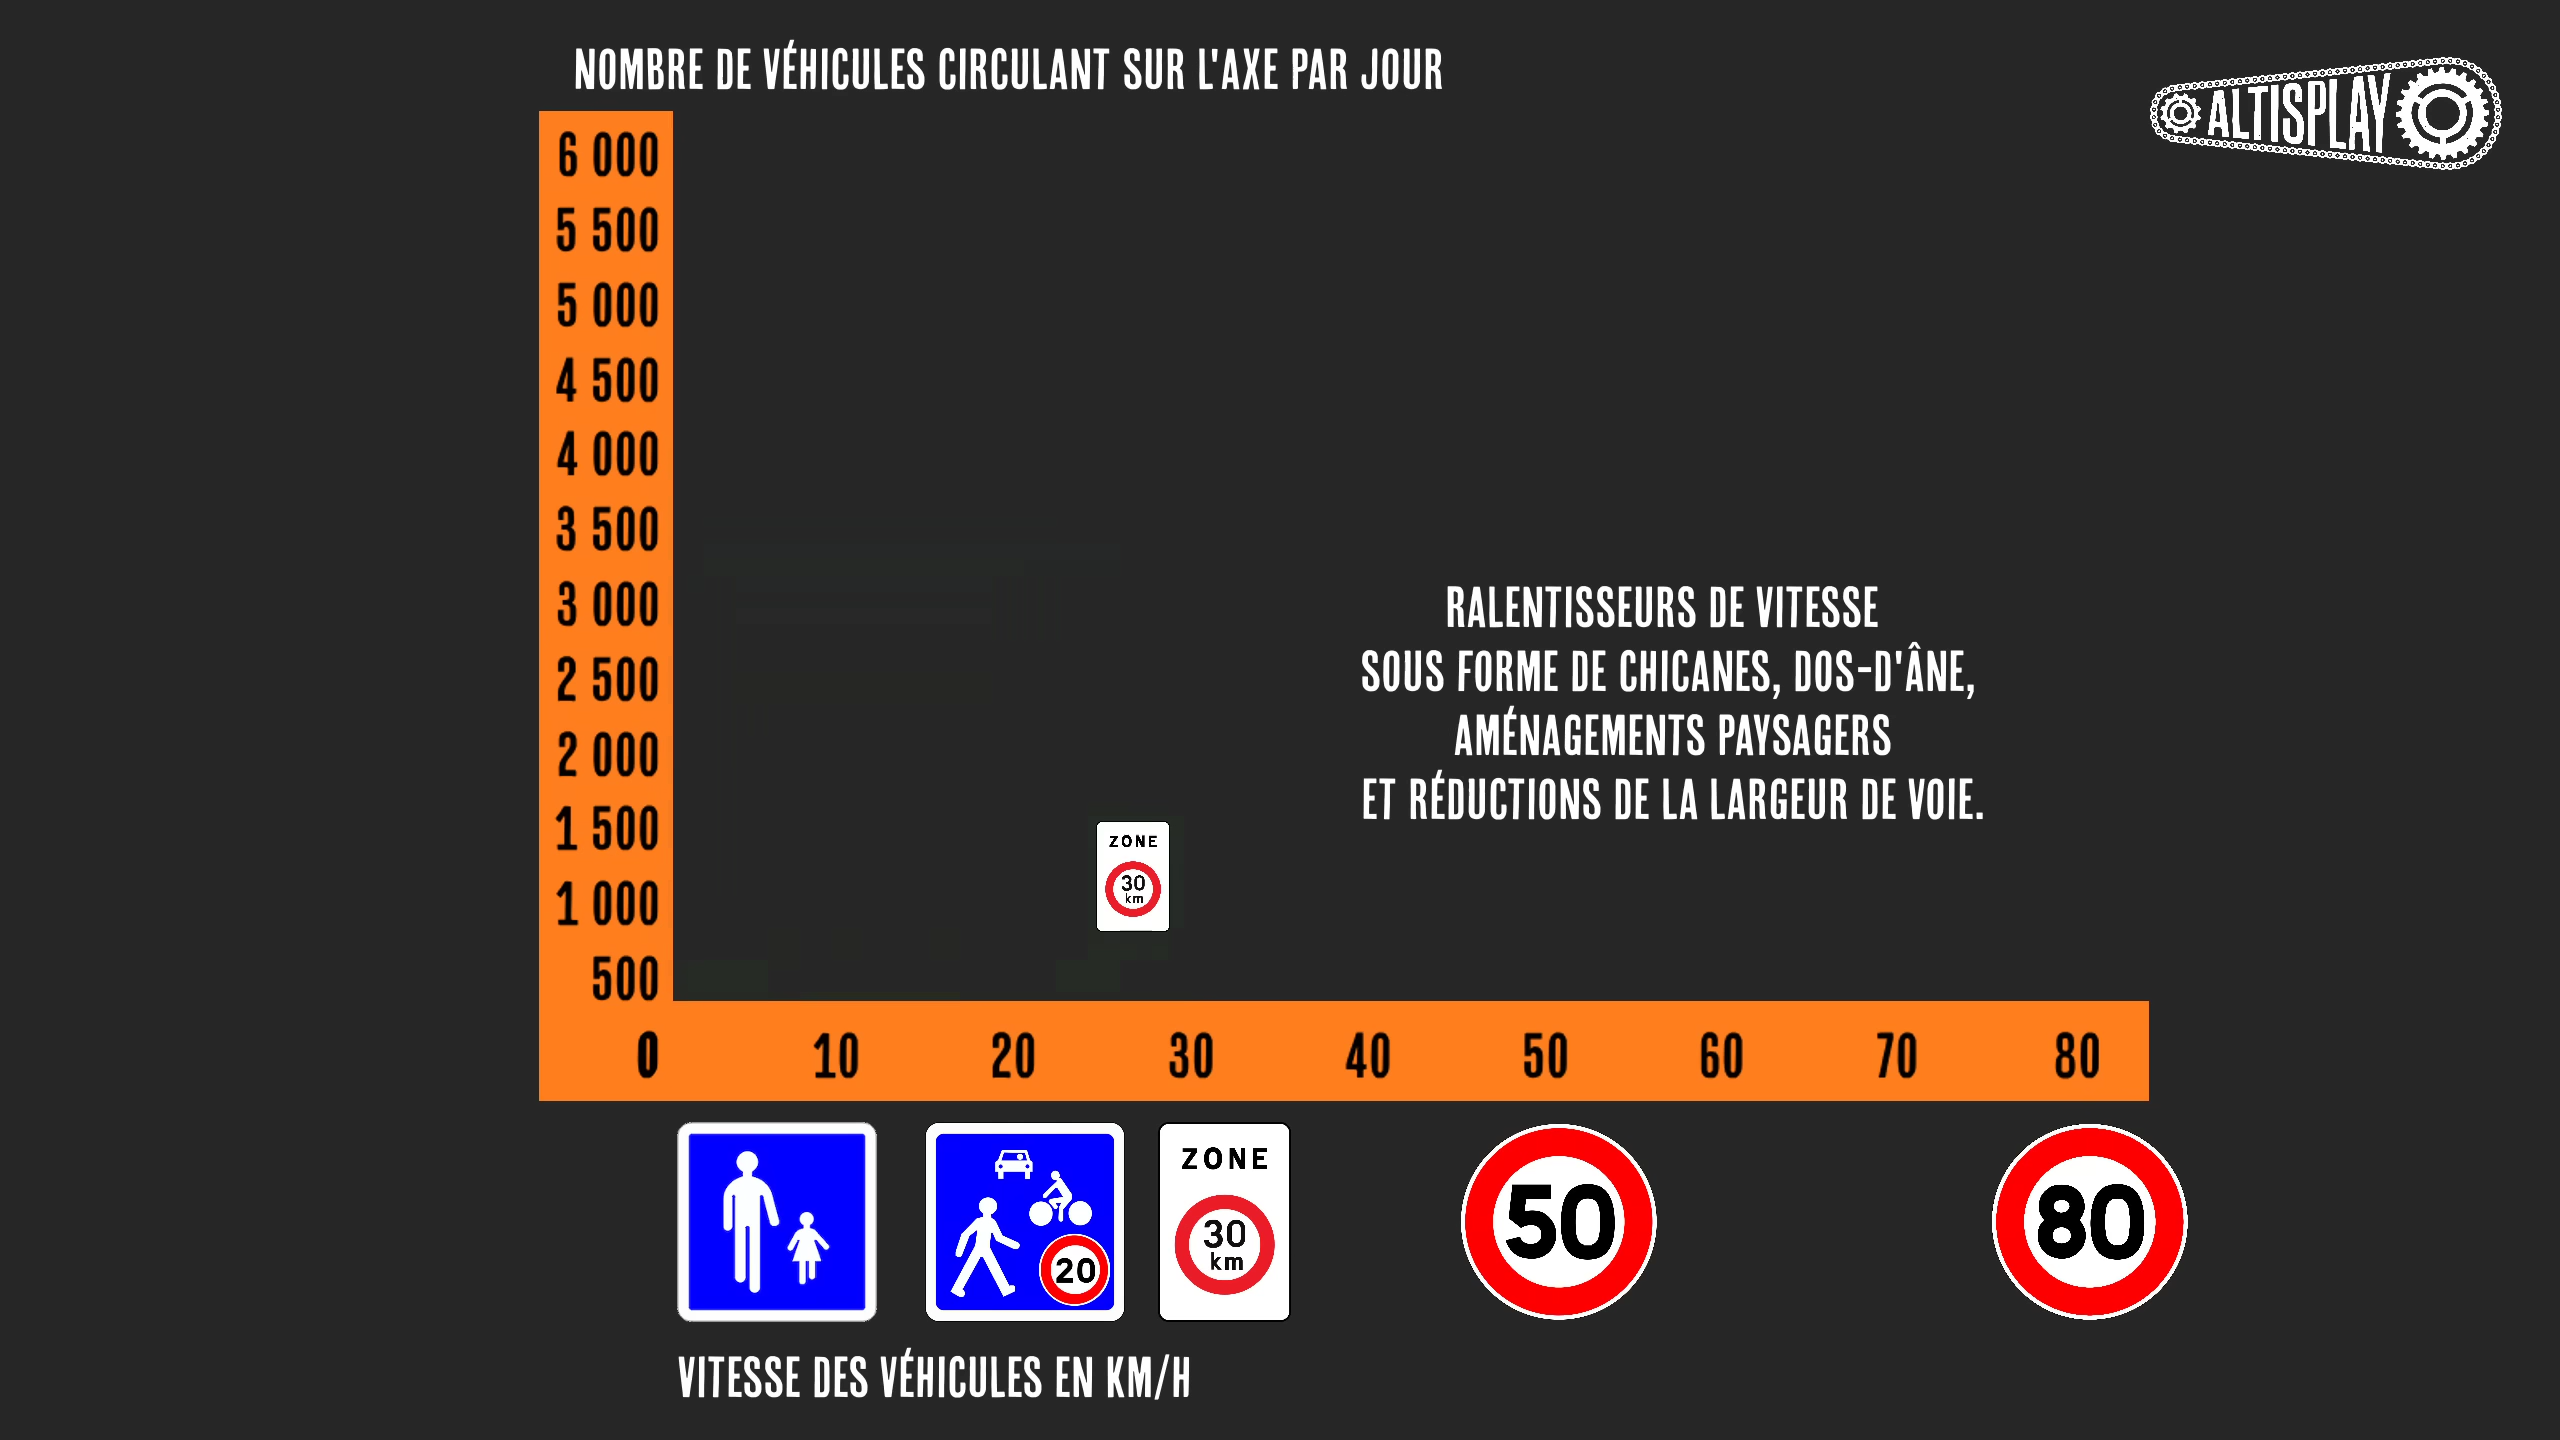 NOMBRE DE VÉHICULES CIRCULANT SUR L'AXE PAR JOUR
ALTISPLAY
6 000
5 500
5 000
4 500
4 000
3 500
3 000
2 500
2 000
1 500
1 000
500
RALENTISSEURS DE VITESSE
SOUS FORME DE CHICANES, DOS-D'ÂNE,
AMÉNAGEMENTS PAYSAGERS
ET RÉDUCTIONS DE LA LARGEUR DE VOIE.
ZONE
30
km
0 10 20 30 40 50 60 70 80
20
ZONE
30
km
50
80
VITESSE DES VÉHICULES EN KM/H